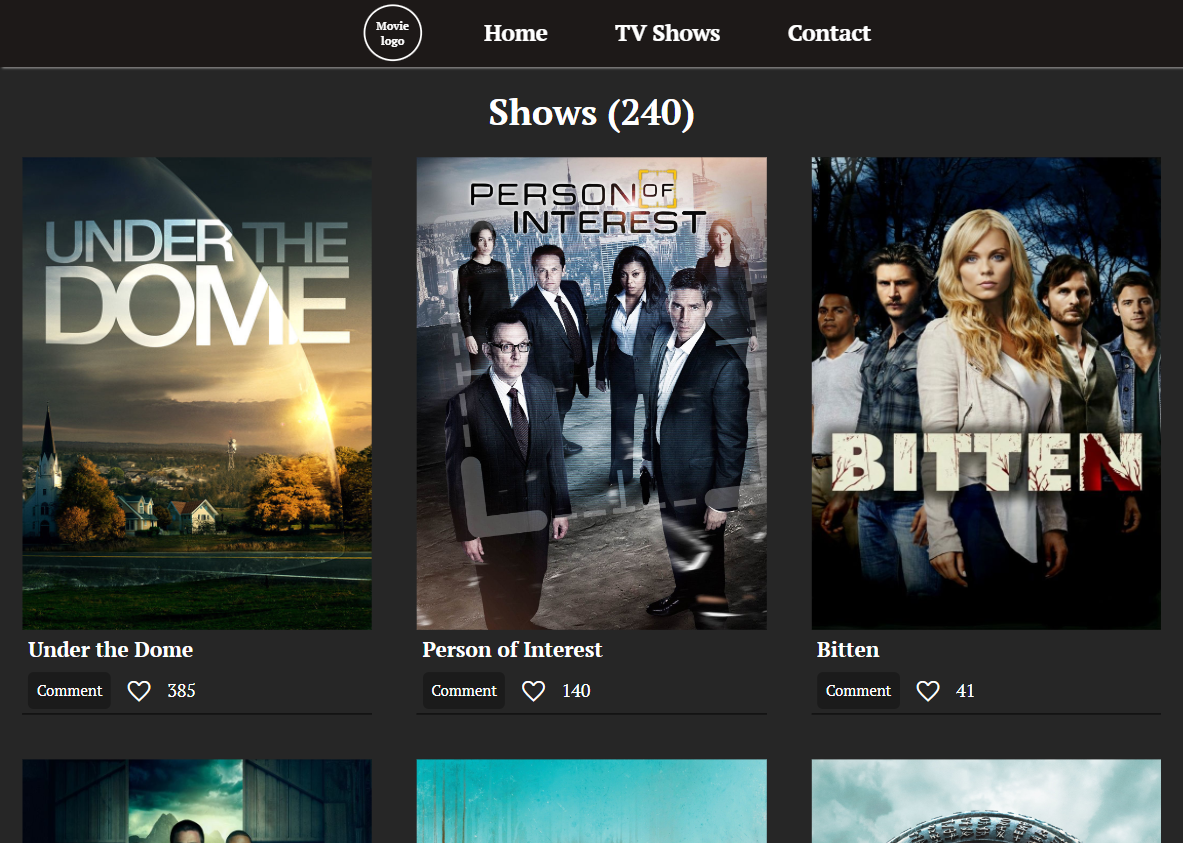 Movie
logo
Home
TV Shows
Contact
Shows (240)
UNDER THE
DOME
PERSON OF
INTEREST
BITTEN
Under the Dome
Person of Interest
Bitten
Comment
385
Comment
140
Comment
41